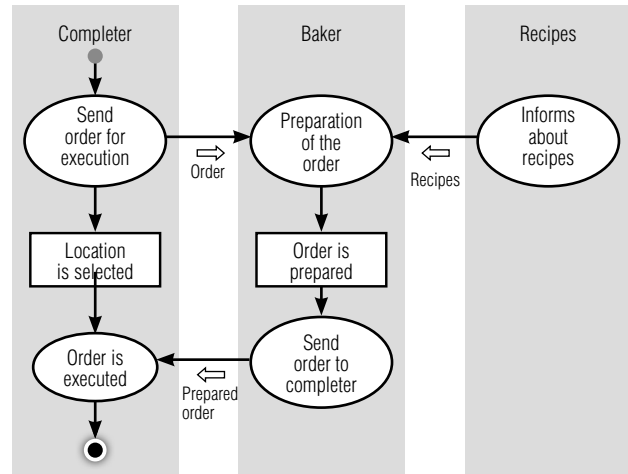 Completer
Baker
Recipes
Send
order for
execution
Preparation
of the
order
Informs
about
recipes
Order
Recipes
Location
is selected
Order is
prepared
Order is
executed
Send
order to
completer
Prepared
order